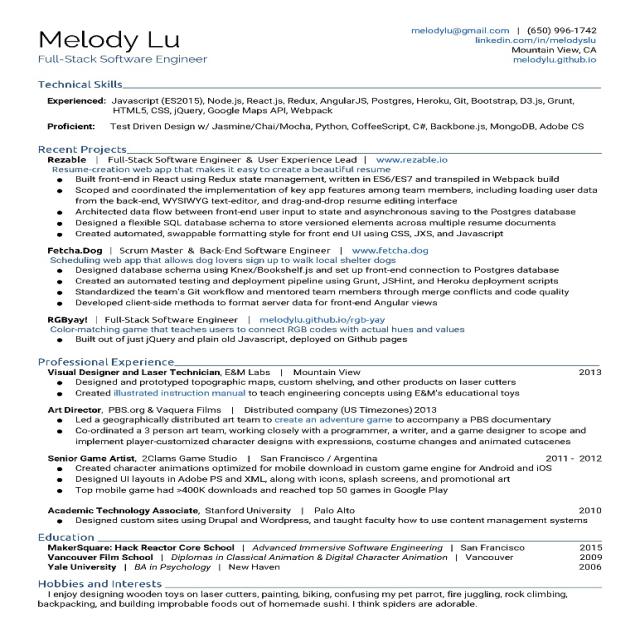 Melody Lu
Full-Stack Software Engineer
melodylu@gmail.com | (650) 996-1742
linkedin.com/in/melodyslu
Mountain View, CA
melodylu.github.io
Technical Skills
Experienced: Javascript (ES2015), Node.js, React.js, Redux, AngularJS, Postgres, Heroku, Git, Bootstrap, D3.js, Grunt,
HTML5, CSS, jQuery, Google Maps API, Webpack
Proficient: Test Driven Design w/ Jasmine/Chai/Mocha, Python, CoffeeScript, C#, Backbone.js, MongoDB, Adobe CS
Recent Projects
Rezable | Full-Stack Software Engineer & User Experience Lead | www.rezable.io
Resume-creation web app that makes it easy to create a beautiful resume
● Built front-end in React using Redux state management, written in ES6/ES7 and transpiled in Webpack build
● Scoped and coordinated the implementation of key app features among team members, including loading user data
from the back-end, WYSIWYG text-editor, and drag-and-drop resume editing interface
● Architected data flow between front-end user input to state and asynchronous saving to the Postgres database
● Designed a flexible SQL database schema to store versioned elements across multiple resume documents
● Created automated, swappable formatting style for front end UI using CSS, JXS, and Javascript
Fetcha.Dog | Scrum Master & Back-End Software Engineer | www.fetcha.dog
Scheduling web app that allows dog lovers sign up to walk local shelter dogs
● Designed database schema using Knex/Bookshelf.js and set up front-end connection to Postgres database
● Created an automated testing and deployment pipeline using Grunt, JSHint, and Heroku deployment scripts
● Standardized the team's Git workflow and mentored team members through merge conflicts and code quality
● Developed client-side methods to format server data for front-end Angular views
RGByay! | Full-Stack Software Engineer | melodylu.github.io/rgb-yay
Color-matching game that teaches users to connect RGB codes with actual hues and values
● Built out of just jQuery and plain old Javascript, deployed on Github pages
Professional Experience
Visual Designer and Laser Technician, E&M Labs | Mountain View 2013
● Designed and prototyped topographic maps, custom shelving, and other products on laser cutters
● Created illustrated instruction manual to teach engineering concepts using E&M's educational toys
Art Director, PBS.org & Vaquera Films | Distributed company (US Timezones) 2013
● Led a geographically distributed art team to create an adventure game to accompany a PBS documentary
● Co-ordinated a 3 person art team, working closely with a programmer, a writer, and a game designer to scope and
implement player-customized character designs with expressions, costume changes and animated cutscenes
Senior Game Artist, 2Clams Game Studio | San Francisco / Argentina 2011 - 2012
● Created character animations optimized for mobile download in custom game engine for Android and iOS
● Designed UI layouts in Adobe PS and XML, along with icons, splash screens, and promotional art
● Top mobile game had >400K downloads and reached top 50 games in Google Play
Academic Technology Associate, Stanford University | Palo Alto 2010
● Designed custom sites using Drupal and Wordpress, and taught faculty how to use content management systems
Education
MakerSquare: Hack Reactor Core School | Advanced Immersive Software Engineering | San Francisco 2015
Vancouver Film School | Diplomas in Classical Animation & Digital Character Animation | Vancouver 2009
Yale University | BA in Psychology | New Haven 2006
Hobbies and Interests
I enjoy designing wooden toys on laser cutters, painting, biking, confusing my pet parrot, fire juggling, rock climbing,
backpacking, and building improbable foods out of homemade sushi. I think spiders are adorable.